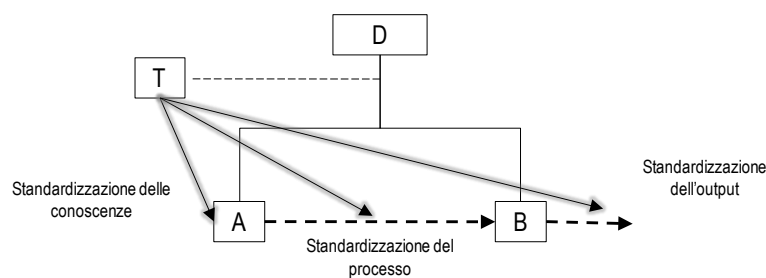 D
T
Standardizzazione delle
conoscenze
A
Standardizzazione del
processo
B
Standardizzazione
dell'output